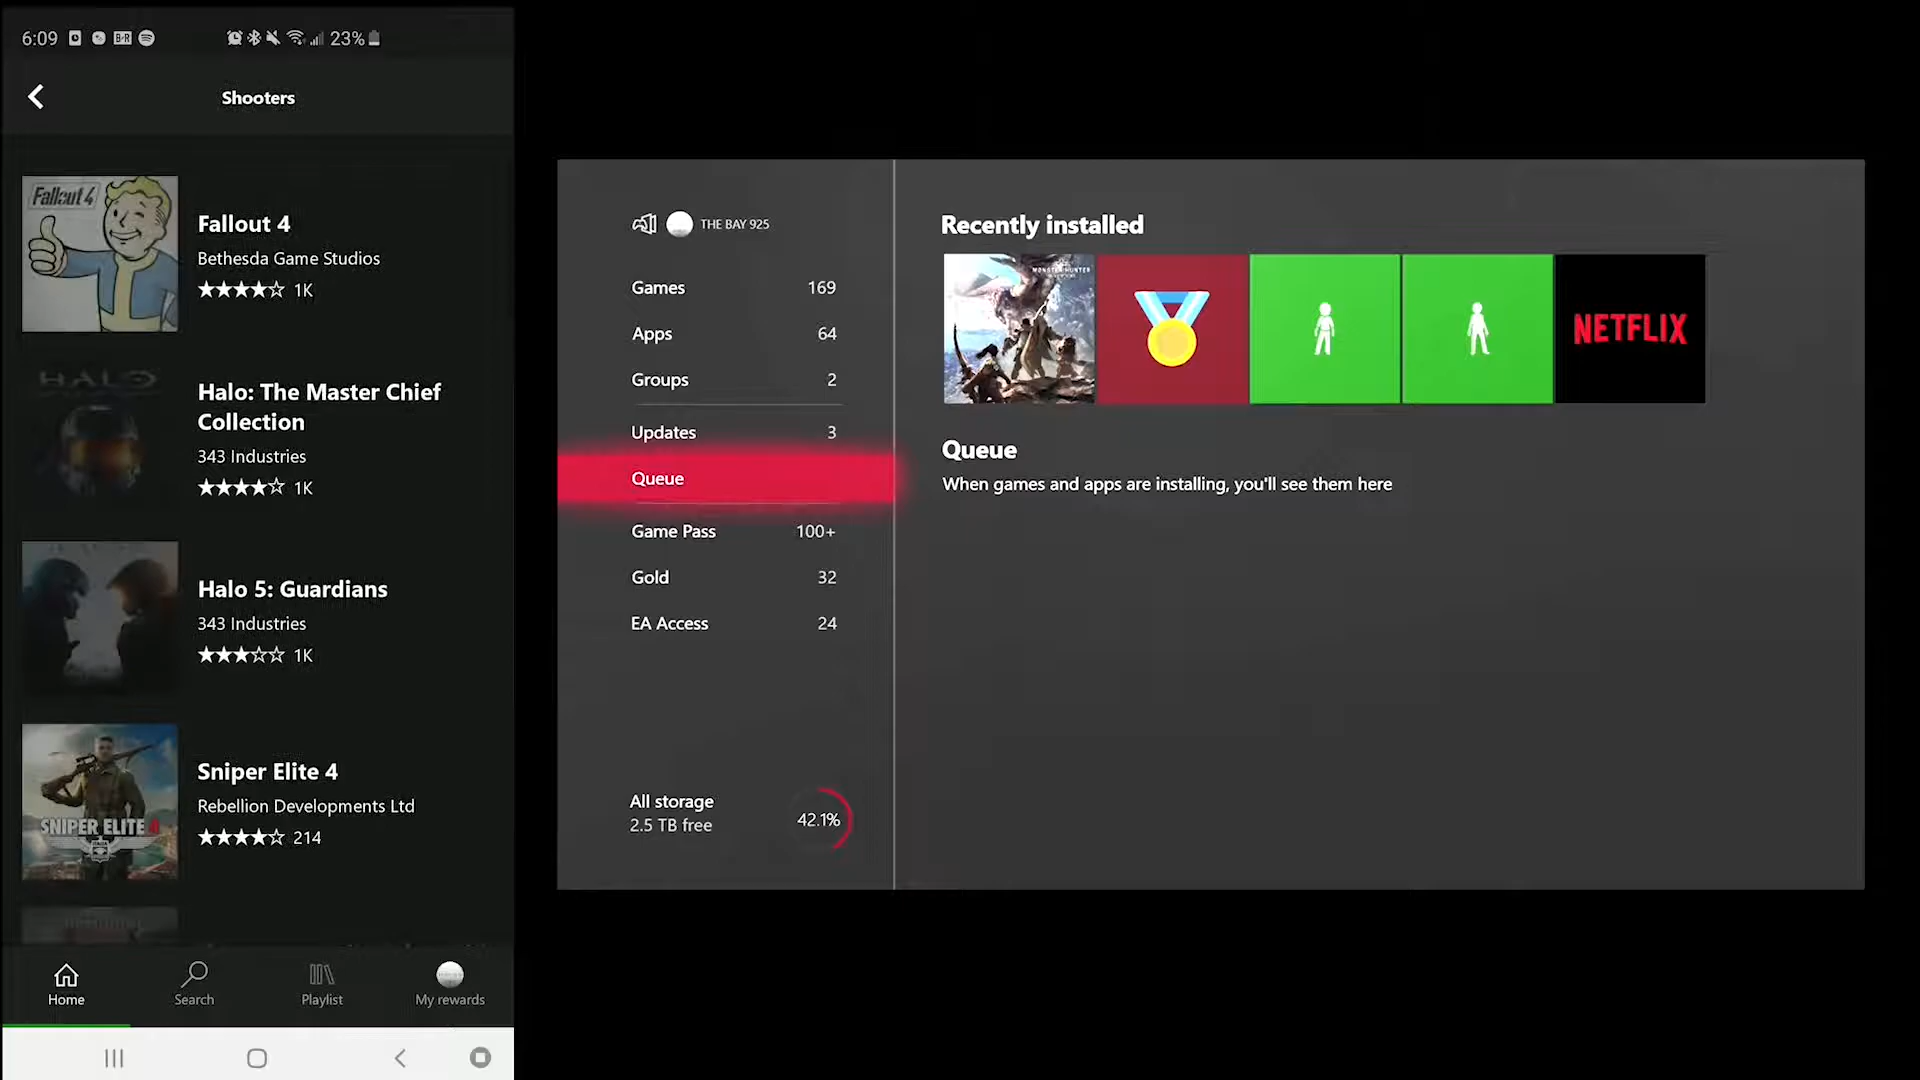 6:09
23%
Shooters
Fallout 4
Fallout 4
Bethesda Game Studios
1K
HALO
Halo: The Master Chief
Collection
343 Industries
1K
Halo 5: Guardians
343 Industries
1K
SNIPER ELITE 4
Sniper Elite 4
Rebellion Developments Ltd
214
Home
Search
Playlist
My rewards
THE BAY 925
Games 169
Apps 64
Groups 2
Updates 3
Queue
Game Pass 100+
Gold 32
EA Access 24
All storage
2.5 TB free
42.1%
Recently installed
MONSTER HUNTER
NETFLIX
Queue
When games and apps are installing, you'll see them here